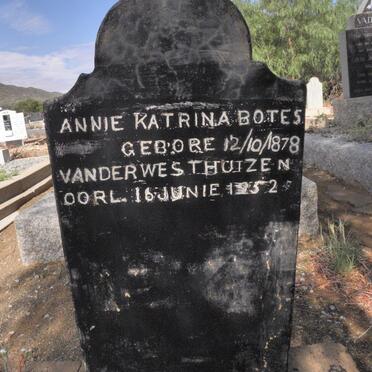 ANNIE KATRINA BOTES
GEBORE 12/10/1878
VANDERWESTHUIZEN
OORL. 16 JUNIE 1952